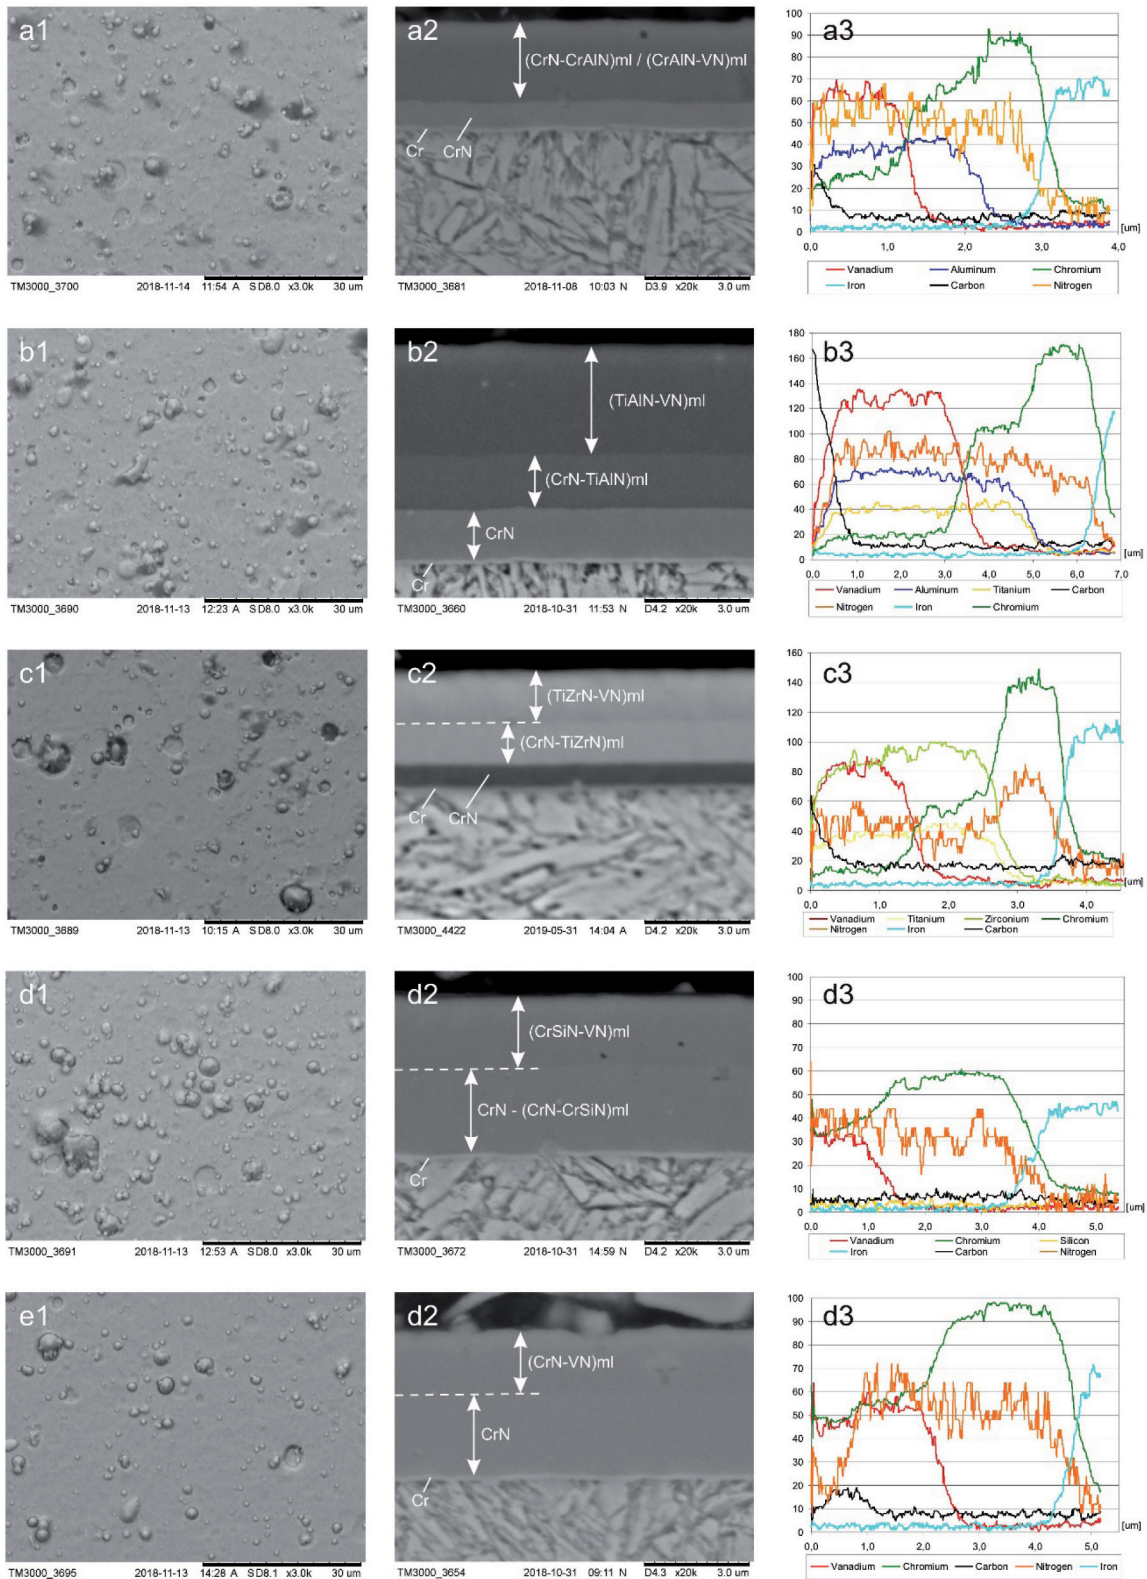 a1
TM3000_3700 2018-11-14 11:54 A S D8.0 x3.0k 30 um
a2
(CrN-CrAlN)ml / (CrAlN-VN)ml
Cr
CrN
TM3000_3681 2018-11-08 10:03 N D3.9 x20k 3.0 um
a3
100
90
80
70
60
50
40
30
20
10
0
0,0 1,0 2,0 3,0 4,0
[um]
Vanadium Aluminum Chromium
Iron Carbon Nitrogen
b1
TM3000_3690 2018-11-13 12:23 A S D8.0 x3.0k 30 um
b2
(TiAlN-VN)ml
(CrN-TiAlN)ml
CrN
Cr
TM3000_3660 2018-10-31 11:53 N D4.2 x20k 3.0 um
b3
180
160
140
120
100
80
60
40
20
0
0,0 1,0 2,0 3,0 4,0 5,0 6,0 7,0
[um]
Vanadium Aluminum Titanium Carbon
Nitrogen Iron Chromium
c1
TM3000_3689 2018-11-13 10:15 A S D8.0 x3.0k 30 um
c2
(TiZrN-VN)ml
(CrN-TiZrN)ml
Cr
CrN
TM3000_4422 2019-05-31 14:04 A D4.2 x20k 3.0 um
c3
160
140
120
100
80
60
40
20
0
0,0 1,0 2,0 3,0 4,0
[um]
Vanadium Titanium Zirconium Chromium
Nitrogen Iron Carbon
d1
TM3000_3691 2018-11-13 12:53 A S D8.0 x3.0k 30 um
d2
(CrSiN-VN)ml
CrN - (CrN-CrSiN)ml
Cr
TM3000_3672 2018-10-31 14:59 N D4.2 x20k 3.0 um
d3
100
90
80
70
60
50
40
30
20
10
0
0,0 1,0 2,0 3,0 4,0 5,0
[um]
Vanadium Chromium Silicon
Iron Carbon Nitrogen
e1
TM3000_3695 2018-11-13 14:28 A S D8.1 x3.0k 30 um
d2
(CrN-VN)ml
CrN
Cr
TM3000_3654 2018-10-31 09:11 N D4.3 x20k 3.0 um
d3
100
90
80
70
60
50
40
30
20
10
0
0,0 1,0 2,0 3,0 4,0 5,0
[um]
Vanadium Chromium Carbon Nitrogen Iron